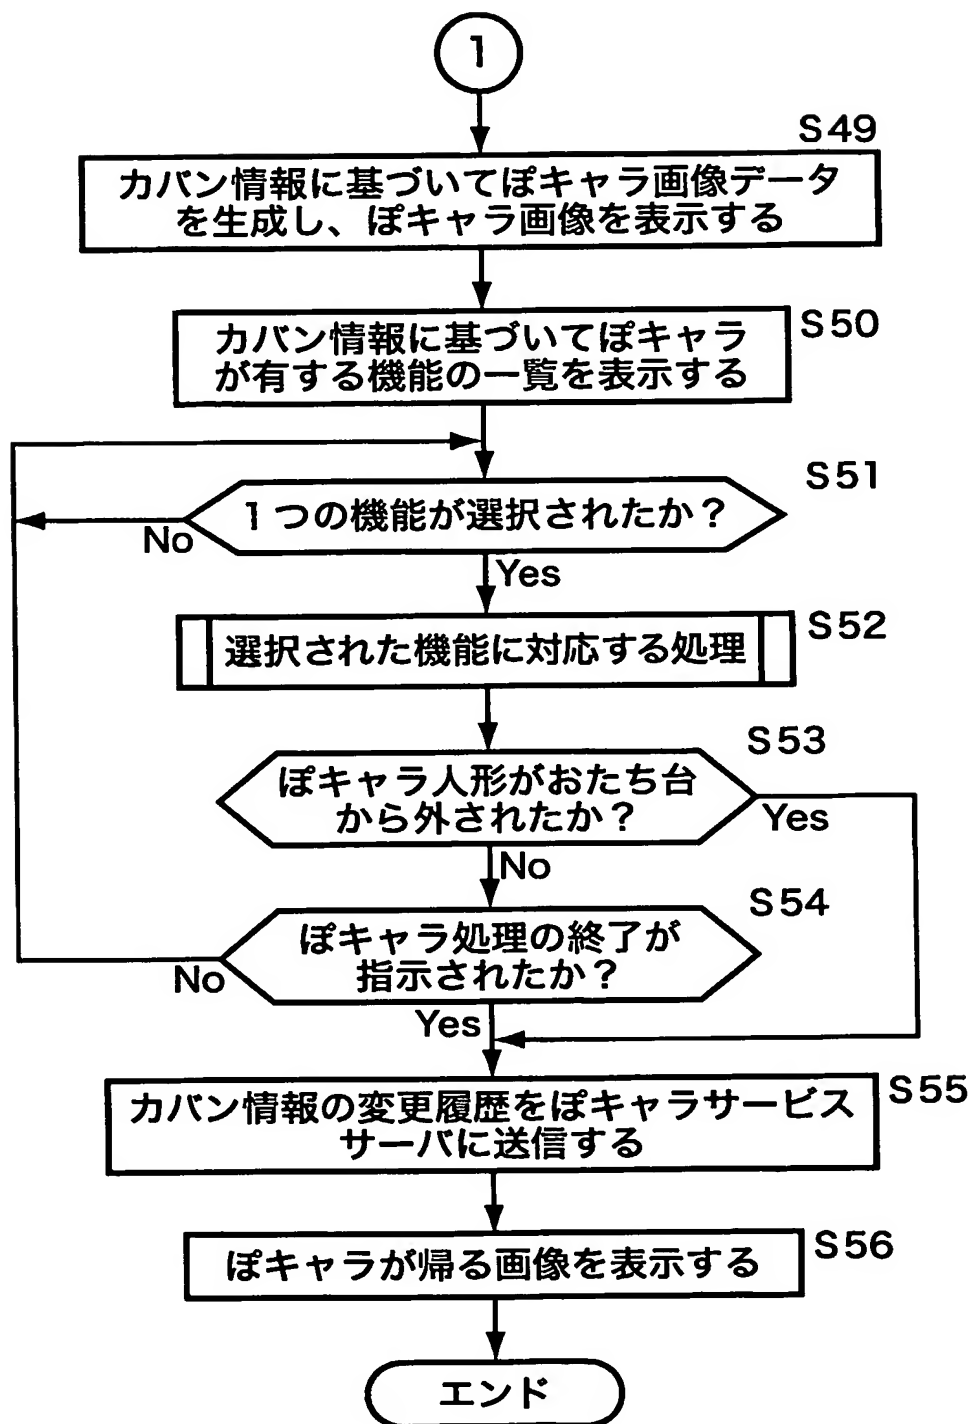 1
S49
カバン情報に基づいてぽキャラ画像データ
を生成し、ぽキャラ画像を表示する
S50
カバン情報に基づいてぽキャラ
が有する機能の一覧を表示する
S51
1つの機能が選択されたか?
No
Yes
S52
選択された機能に対応する処理
S53
ぽキャラ人形がおたち台
から外されたか?
Yes
No
S54
ぽキャラ処理の終了が
指示されたか?
No
Yes
S55
カバン情報の変更履歴をぽキャラサービス
サーバに送信する
S56
ぽキャラが帰る画像を表示する
エンド